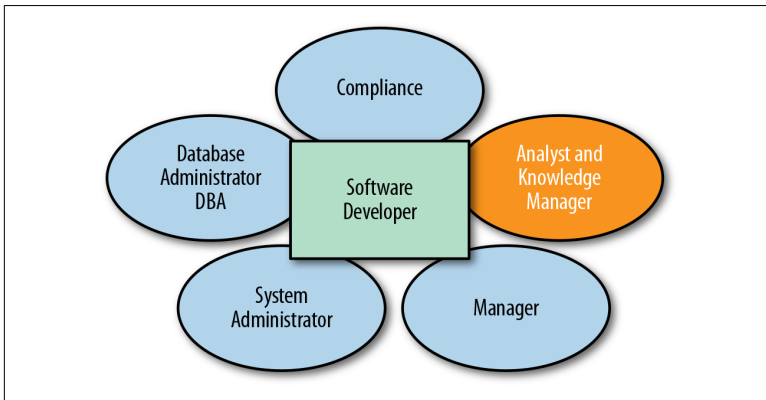 Compliance
Database
Administrator
DBA
Software
Developer
Analyst and
Knowledge
Manager
System
Administrator
Manager